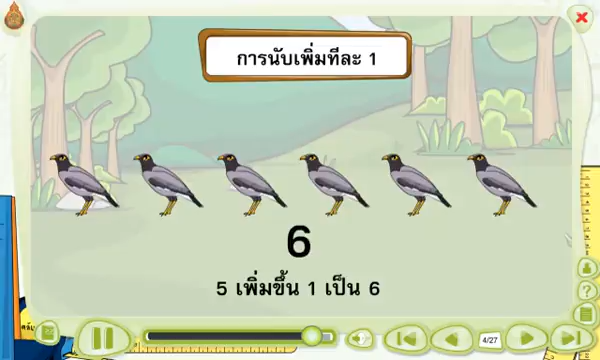 การนับเพิ่มทีละ 1
6
5 เพิ่มขึ้น 1 เป็น 6
4/27
?